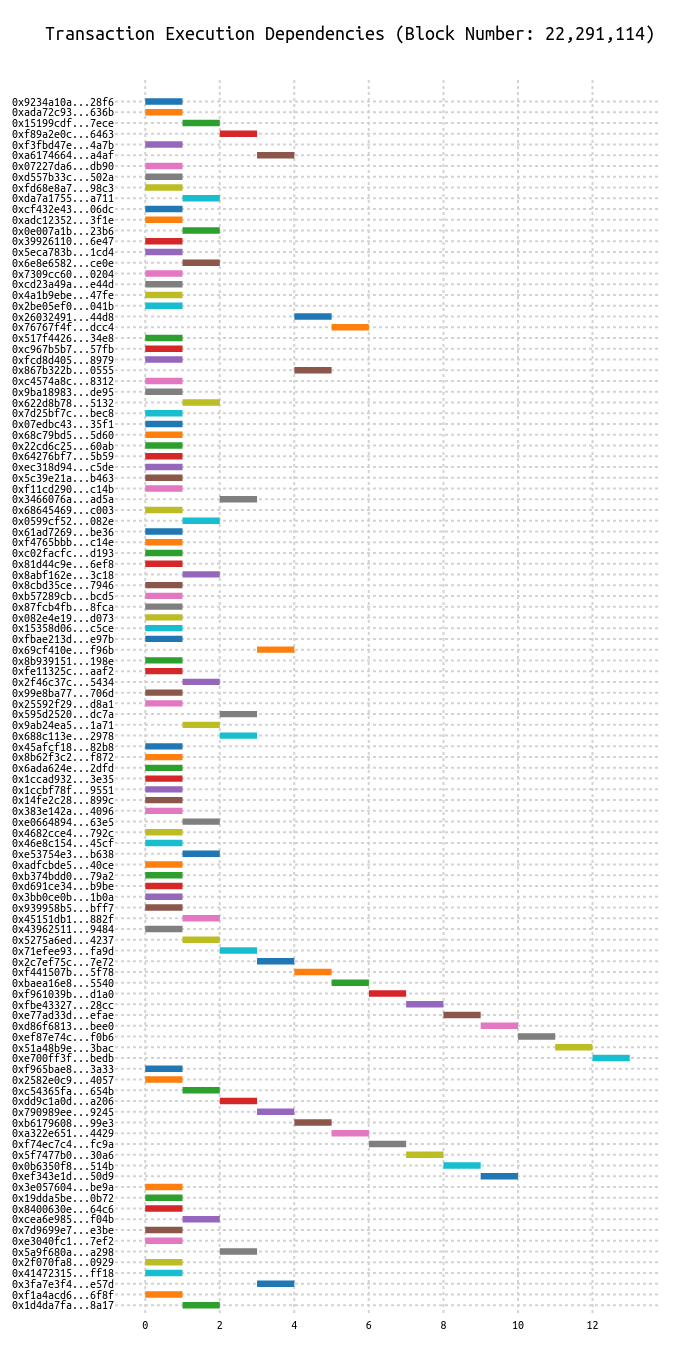 Transaction Execution Dependencies (Block Number: 22,291,114)
0x9234a10a...28f6
0xada72c93...636b
0x15199cdf...7ece
0xf89a2e0c...6463
0xf3fbd47e...4a7b
0xa6174664...a4af
0x07227da6...db90
0xd557b33c...502a
0xfd68e8a7...98c3
0xda7a1755...a711
0xcf432e43...06dc
0xadc12352...3f1e
0x0e007a1b...23b6
0x39926110...6e47
0x5eca783b...1cd4
0x6e8e6582...ce0e
0x7309cc60...0204
0xcd23a49a...e44d
0x4a1b9ebe...47fe
0x2be05ef0...041b
0x26032491...44d8
0x76767f4f...dcc4
0x517f4426...34e8
0xc967b5b7...57fb
0xfcd8d405...8979
0x867b322b...0555
0xc4574a8c...8312
0x9ba18983...de95
0x622d8b78...5132
0x7d25bf7c...bec8
0x07edbc43...35f1
0x68c79bd5...5d60
0x22cd6c25...60ab
0x64276bf7...5b59
0xec318d94...c5de
0x5c39e21a...b463
0xf11cd290...c14b
0x3466076a...ad5a
0x68645469...c003
0x0599cf52...082e
0x61ad7269...be36
0xf4765bbb...c14e
0xc02facfc...d193
0x81d44c9e...6ef8
0x8abf162e...3c18
0x8cbd35ce...7946
0xb57289cb...bcd5
0x87fcb4fb...8fca
0x082e4e19...d073
0x15358d06...c5ce
0xfbae213d...e97b
0x69cf410e...f96b
0x8b939151...198e
0xfe11325c...aaf2
0x2f46c37c...5434
0x99e8ba77...706d
0x25592f29...d8a1
0x595d2520...dc7a
0x9ab24ea5...1a71
0x688c113e...2978
0x45afcf18...82b8
0x8b62f3c2...f872
0x6ada624e...2dfd
0x1ccad932...3e35
0x1ccbf78f...9551
0x14fe2c28...899c
0x383e142a...4096
0xe0664894...63e5
0x4682cce4...792c
0x46e8c154...45cf
0xe53754e3...b638
0xadfcbde5...40ce
0xb374bdd0...79a2
0xd691ce34...b9be
0x3bb0ce0b...1b0a
0x939958b5...bff7
0x45151db1...882f
0x43962511...9484
0x5275a6ed...4237
0x71efee93...fa9d
0x2c7ef75c...7e72
0xf441507b...5f78
0xbaea16e8...5540
0xf961039b...d1a0
0xfbe43327...28cc
0xe77ad33d...efae
0xd86f6813...bee0
0xef87e74c...f0b6
0x51a48b9e...3bac
0xe700ff3f...bedb
0xf965bae8...3a33
0x2582e0c9...4057
0xc54365fa...654b
0xdd9c1a0d...a206
0x790989ee...9245
0xb6179608...99e3
0xa322e651...4429
0xf74ec7c4...fc9a
0x5f7477b0...30a6
0x0b6350f8...514b
0xef343e1d...50d9
0x3e057604...be9a
0x19dda5be...0b72
0x8400630e...64c6
0xcea6e985...f04b
0x7d9699e7...e3be
0xe3040fc1...7ef2
0x5a9f680a...a298
0x2f070fa8...0929
0x41472315...ff18
0x3fa7e3f4...e57d
0xf1a4acd6...6f8f
0x1d4da7fa...8a17
0 2 4 6 8 10 12